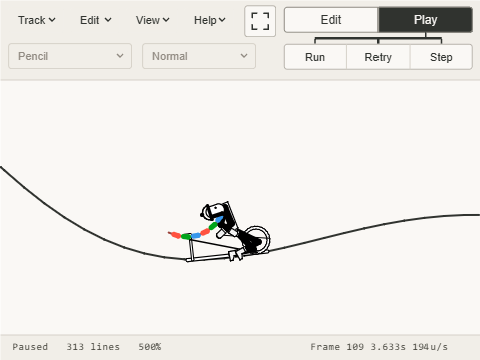 Track Edit View Help Edit Play
Pencil Normal Run Retry Step
Paused 313 lines 500% Frame 109 3.633s 194u/s